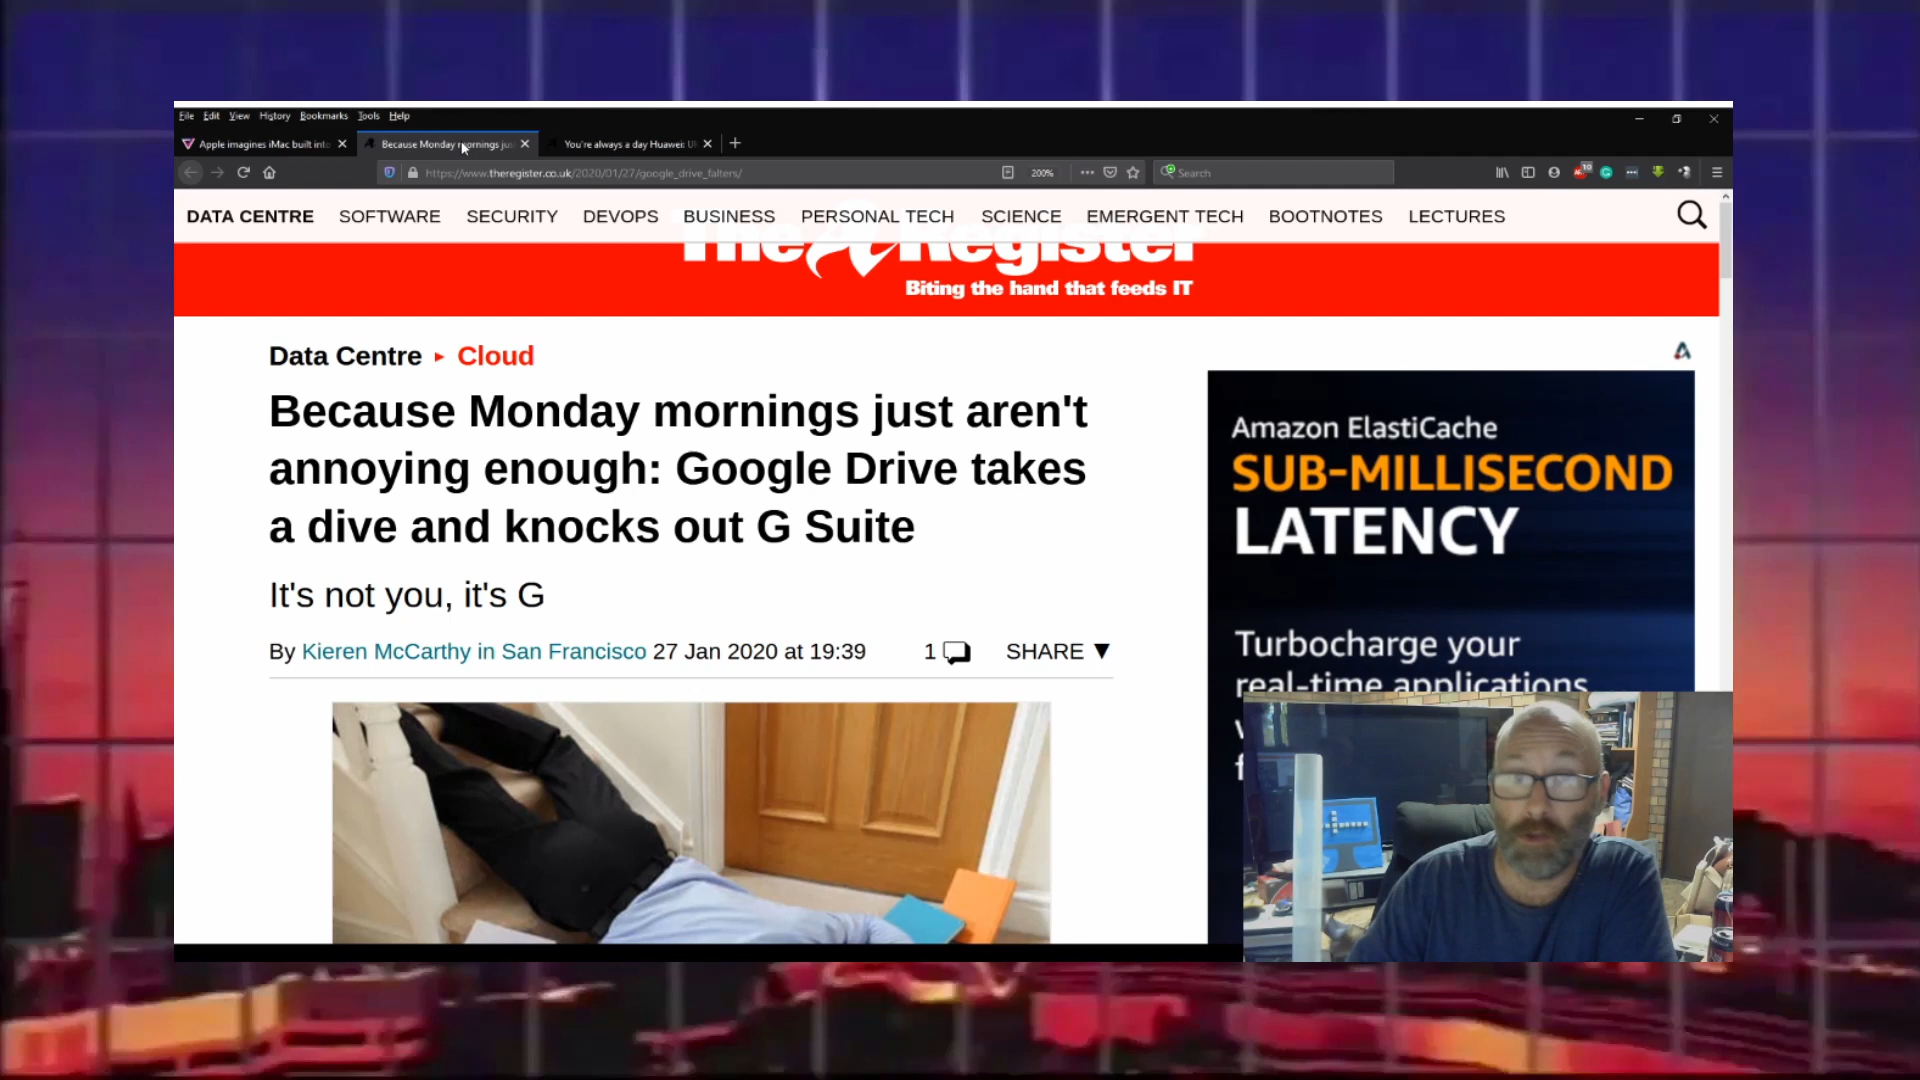 File Edit View History Bookmarks Tools Help
Apple imagines iMac built into
Because Monday mornings jus
You're always a day Huawei: U
https://www.theregister.co.uk/2020/01/27/google_drive_falters/
200%
Search
10
DATA CENTRE SOFTWARE SECURITY DEVOPS BUSINESS PERSONAL TECH SCIENCE EMERGENT TECH BOOTNOTES LECTURES
The Register
Biting the hand that feeds IT
Data Centre ▸ Cloud
Because Monday mornings just aren't
annoying enough: Google Drive takes
a dive and knocks out G Suite
It's not you, it's G
By Kieren McCarthy in San Francisco 27 Jan 2020 at 19:39
1
SHARE ▼
Amazon ElastiCache
SUB-MILLISECOND
LATENCY
Turbocharge your
real-time applications